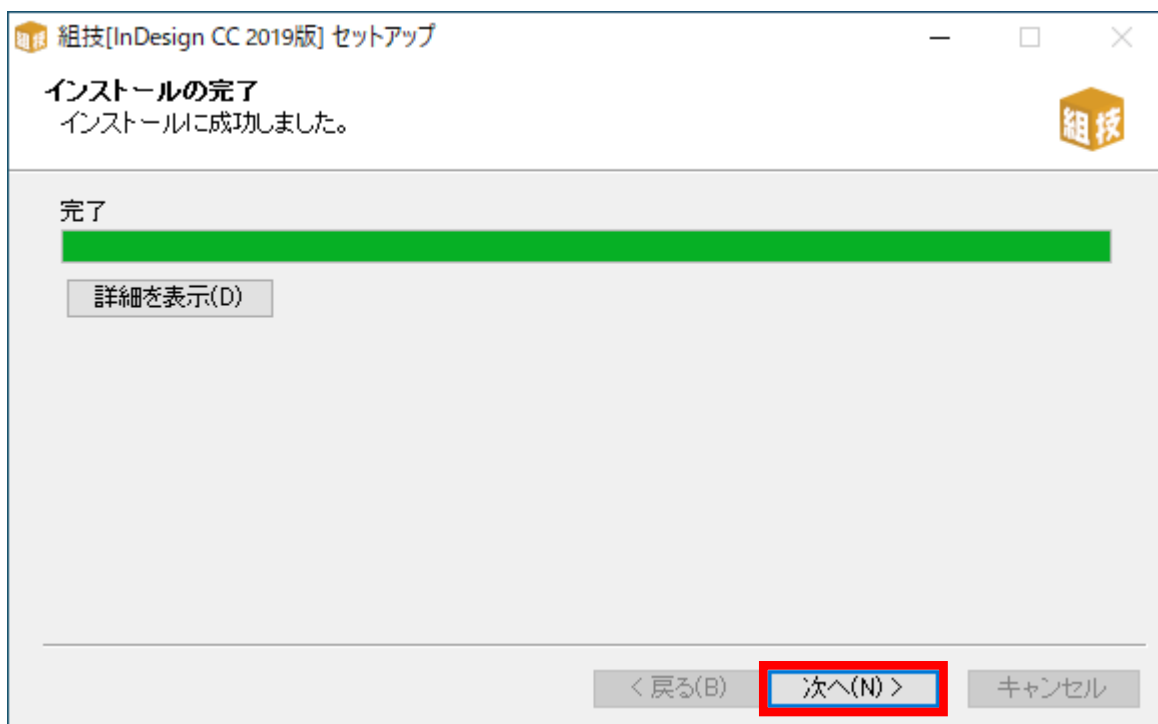 組技[InDesign CC 2019版] セットアップ
インストールの完了
インストールに成功しました。
組技
完了
詳細を表示(D)
< 戻る(B)
次へ(N) >
キャンセル